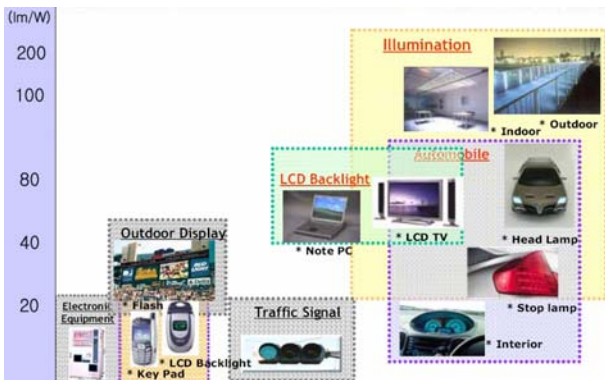 (lm/W)
200
100
80
40
20
Illumination
* Indoor
* Outdoor
Automobile
LCD Backlight
* Note PC
* LCD TV
* Head Lamp
* Stop lamp
* Interior
Outdoor Display
Traffic Signal
Electronic
Equipment
* Flash
* LCD Backlight
* Key Pad